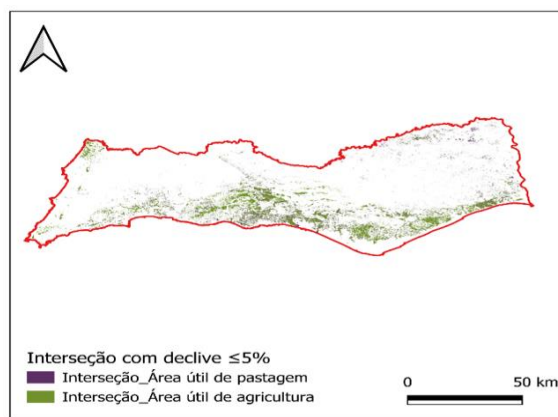 Interseção com declive ≤5%
Interseção_Área útil de pastagem
Interseção_Área útil de agricultura
0 50 km